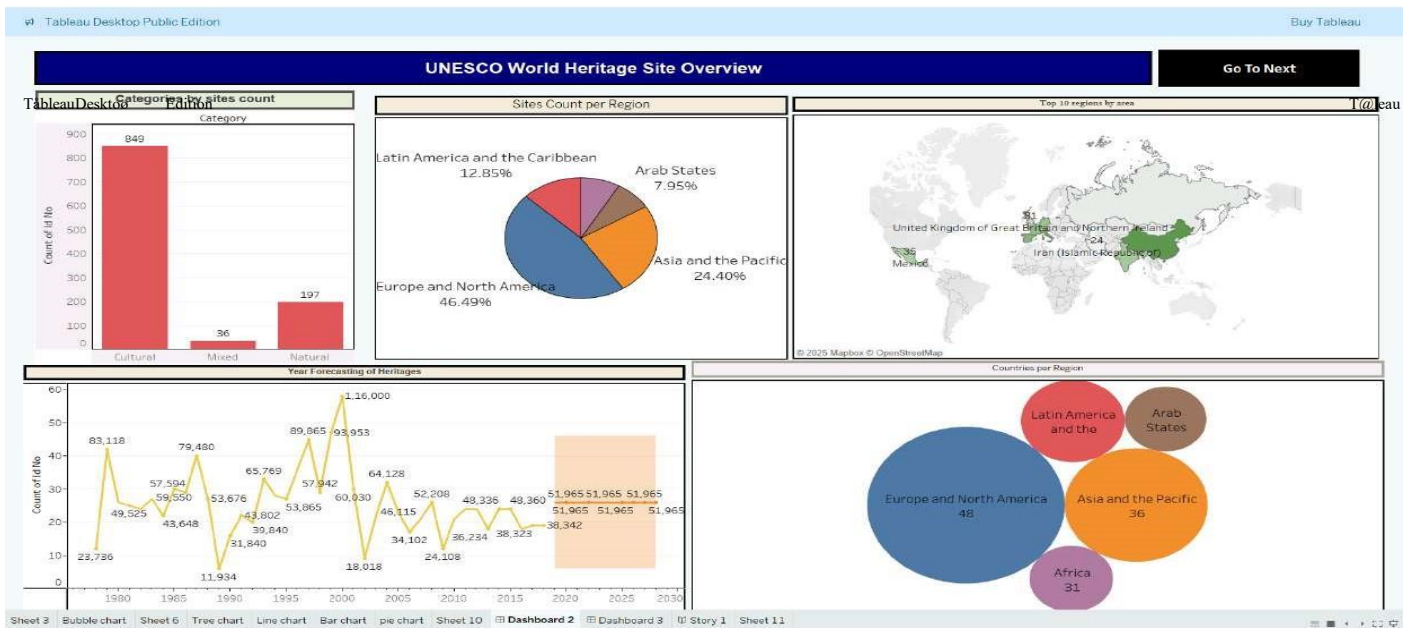 Tableau Desktop Public Edition
Buy Tableau
UNESCO World Heritage Site Overview
Go To Next
Categories by sites count
TableauDesktop Edition
T@leau
Category
900
800
700
600
500
400
300
200
100
0
Count of Id No
849
36
197
Cultural Mixed Natural
Sites Count per Region
Latin America and the Caribbean
12.85%
Arab States
7.95%
Asia and the Pacific
24.40%
Europe and North America
46.49%
Top 10 regions by area
United Kingdom of Great Britain and Northern Ireland
24
Iran (Islamic Republic of)
35
Mexico
© 2025 Mapbox © OpenStreetMap
Year Forecasting of Heritages
60
50
40
30
20
10
0
Count of Id No
23,736
83,118
49,525
57,594
59,550
43,648
79,480
53,676
11,934
31,840
43,802
39,840
65,769
53,865
89,865
57,942
1,16,000
93,953
60,030
18,018
64,128
46,115
34,102
52,208
24,108
36,234
48,336
38,323
48,360
38,342
51,965 51,965 51,965
51,965 51,965 51,965
1980 1985 1990 1995 2000 2005 2010 2015 2020 2025 2030
Countries per Region
Latin America
and the
Arab
States
Europe and North America
48
Asia and the Pacific
36
Africa
31
Sheet 3 Bubble chart Sheet 6 Tree chart Line chart Bar chart pie chart Sheet 10 Dashboard 2 Dashboard 3 Story 1 Sheet 11